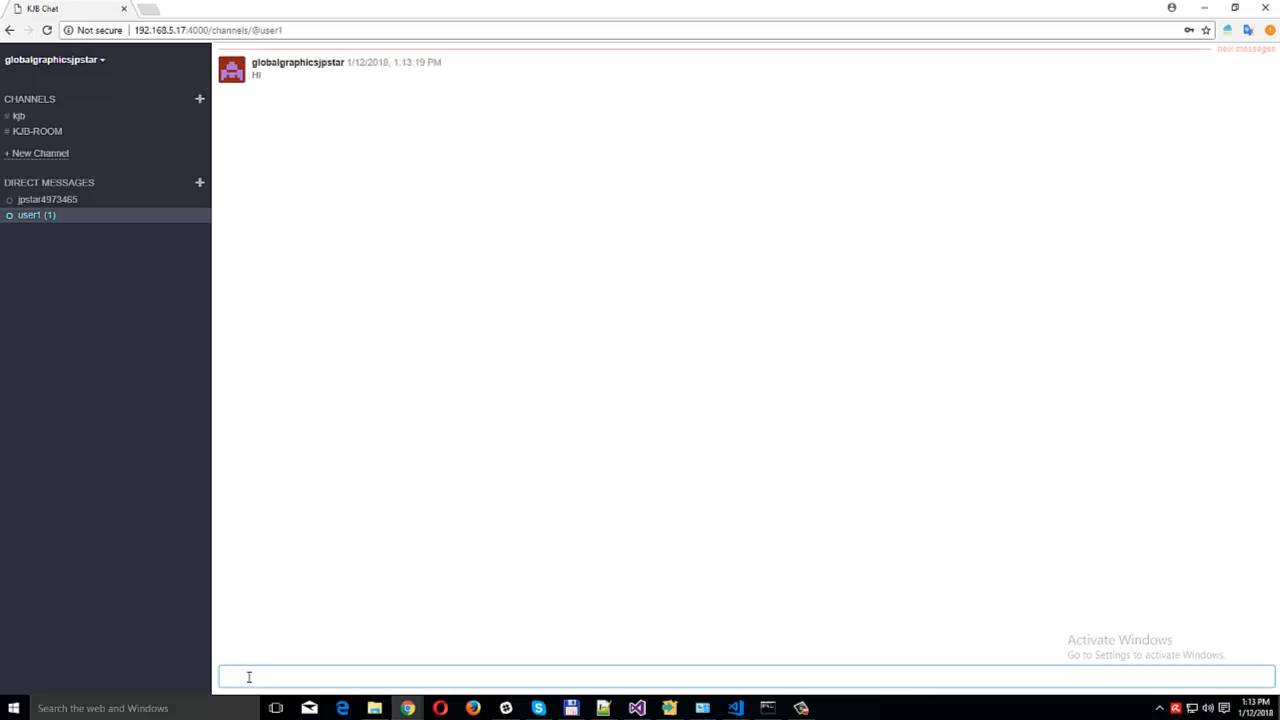 KJB Chat
Not secure 192.168.5.17:4000/channels/@user1
globalgraphicsjpstar
new messages
globalgraphicsjpstar 1/12/2018, 1:13:19 PM
Hi
CHANNELS
# kjb
# KJB-ROOM
+ New Channel
DIRECT MESSAGES
jpstar4973465
user1 (1)
Activate Windows
Go to Settings to activate Windows.
Search the web and Windows
1:13 PM
1/12/2018